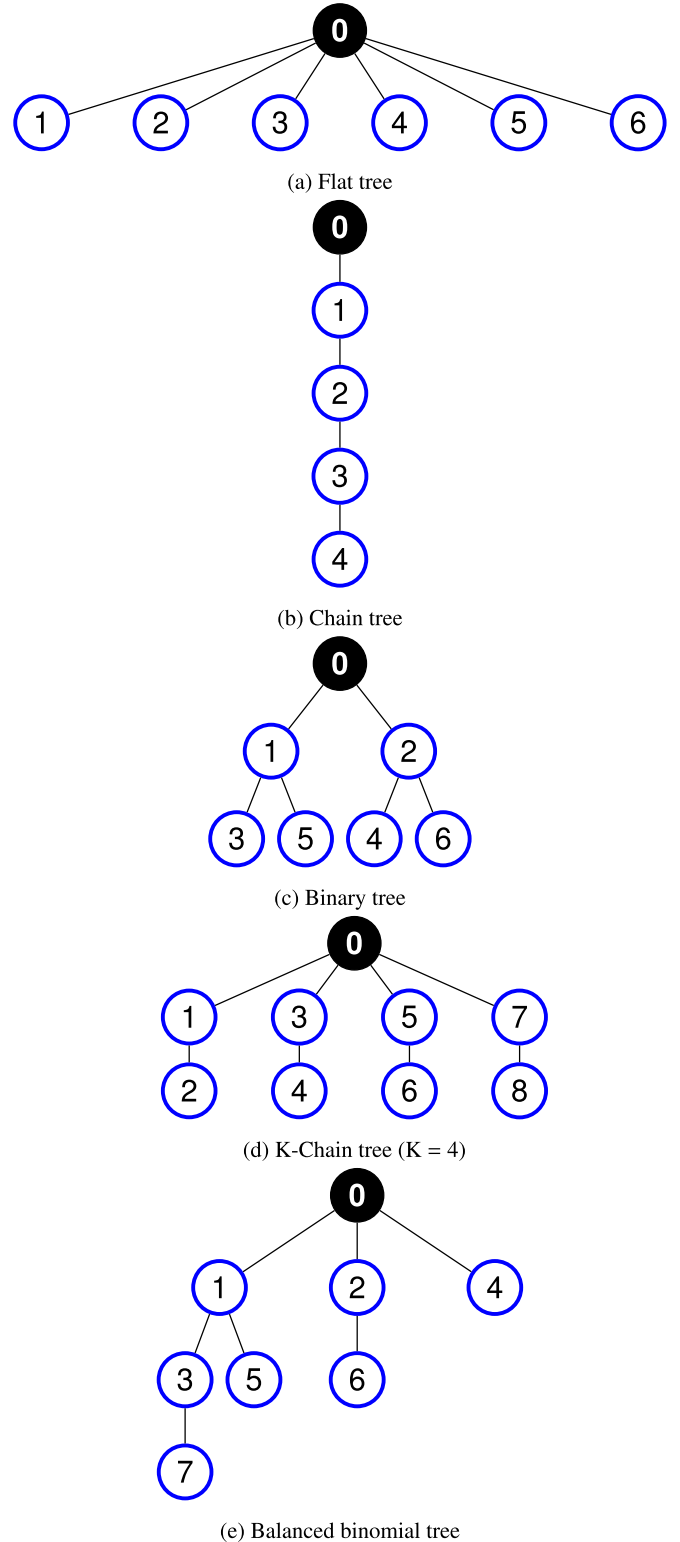 0
1 2 3 4 5 6
(a) Flat tree
0
1
2
3
4
(b) Chain tree
0
1 2
3 5 4 6
(c) Binary tree
0
1 3 5 7
2 4 6 8
(d) K-Chain tree (K = 4)
0
1 2 4
3 5 6
7
(e) Balanced binomial tree